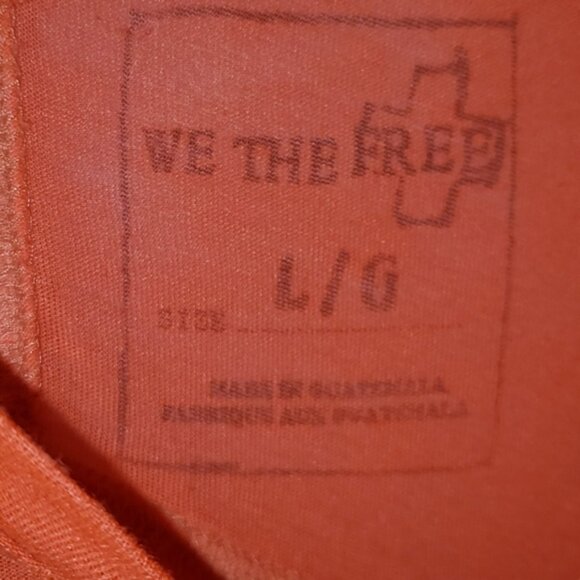 WE THE FREE
SIZE L/G
MADE IN GUATEMALA
FABRIQUE AUX GUATEMALA